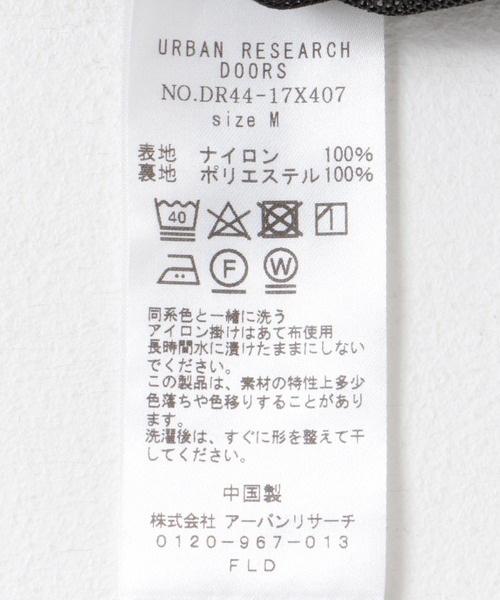 URBAN RESEARCH
DOORS
NO.DR44-17X407
size M
表地 ナイロン 100%
裏地 ポリエステル 100%
40
F W
同系色と一緒に洗う
アイロン掛けはあて布使用
長時間水に漬けたままにしない
でください。
この製品は、素材の特性上多少
色落ちや色移りすることがあり
ます。
洗濯後は、すぐに形を整えて干
してください。
中国製
株式会社 アーバンリサーチ
0120-967-013
FLD